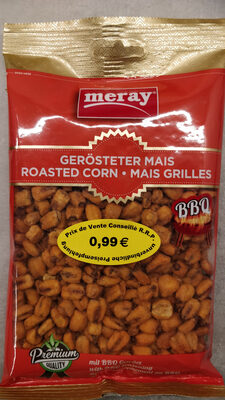 meray
GERÖSTETER MAIS
ROASTED CORN • MAIS GRILLES
BBQ
Prix de Vente Conseillé R.R.P
0,99 €
unverbindliche Preisempfehlung
Premium
QUALITY
mit BBQ